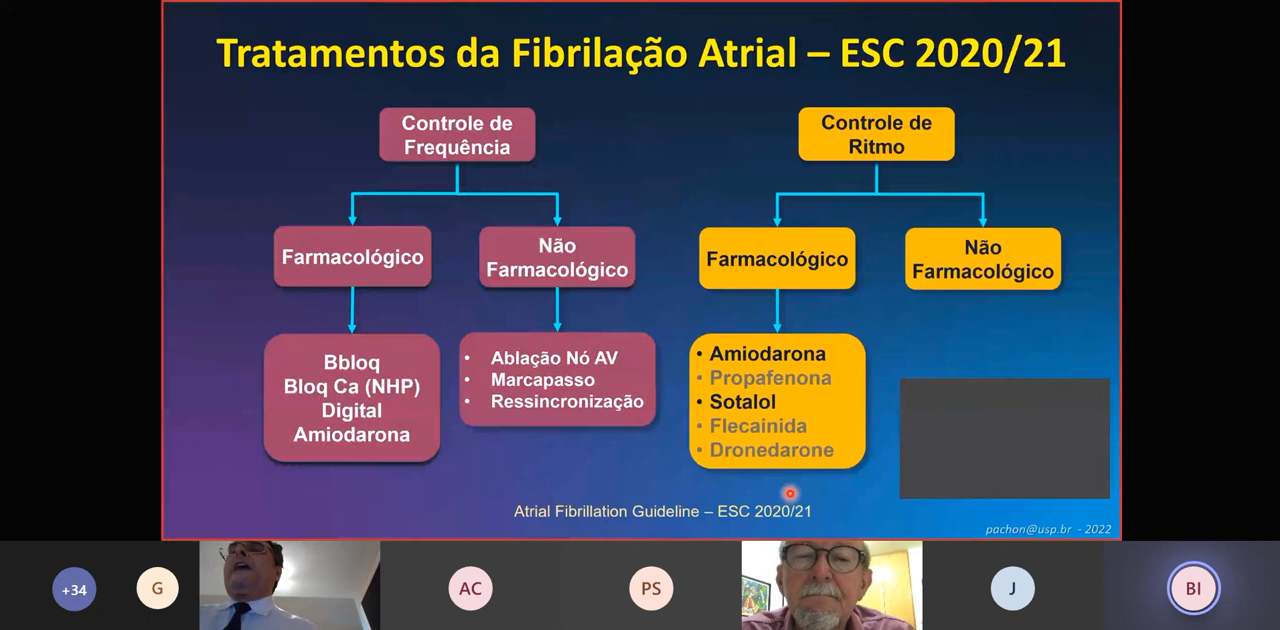 Tratamentos da Fibrilação Atrial – ESC 2020/21
Controle de
Frequência
Farmacológico
Não
Farmacológico
Bbloq
Bloq Ca (NHP)
Digital
Amiodarona
• Ablação Nó AV
• Marcapasso
• Ressincronização
Controle de
Ritmo
Farmacológico
Não
Farmacológico
• Amiodarona
• Propafenona
• Sotalol
• Flecainida
• Dronedarone
Atrial Fibrillation Guideline – ESC 2020/21
pachon@usp.br - 2022
+34
G
AC
PS
J
BI